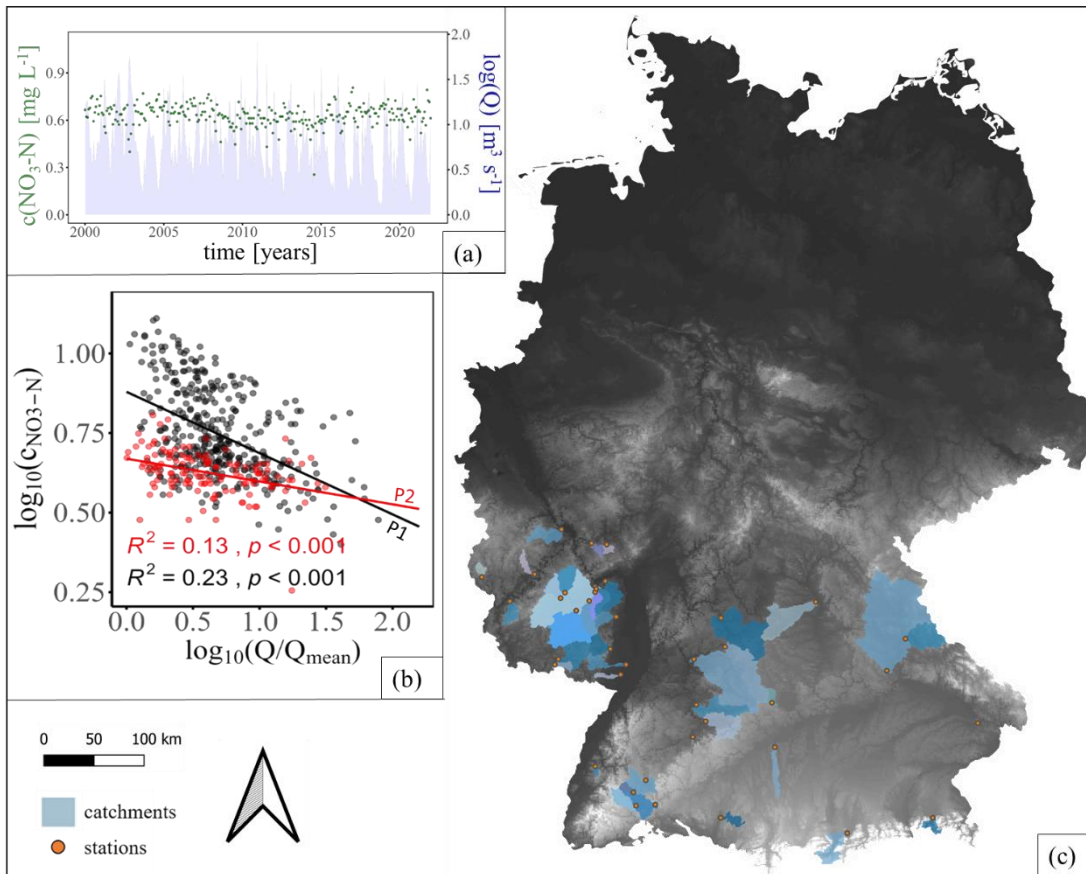 c(NO₃-N) [mg L⁻¹]
0.9
0.6
0.3
0.0
2.0
1.5
1.0
0.5
0.0
log(Q) [m³ s⁻¹]
2000 2005 2010 2015 2020
time [years]
(a)
log₁₀(c_NO3−N)
1.00
0.75
0.50
0.25
P2
P1
R² = 0.13 , p < 0.001
R² = 0.23 , p < 0.001
0.0 0.5 1.0 1.5 2.0
log₁₀(Q/Q_mean)
(b)
0 50 100 km
catchments
stations
(c)